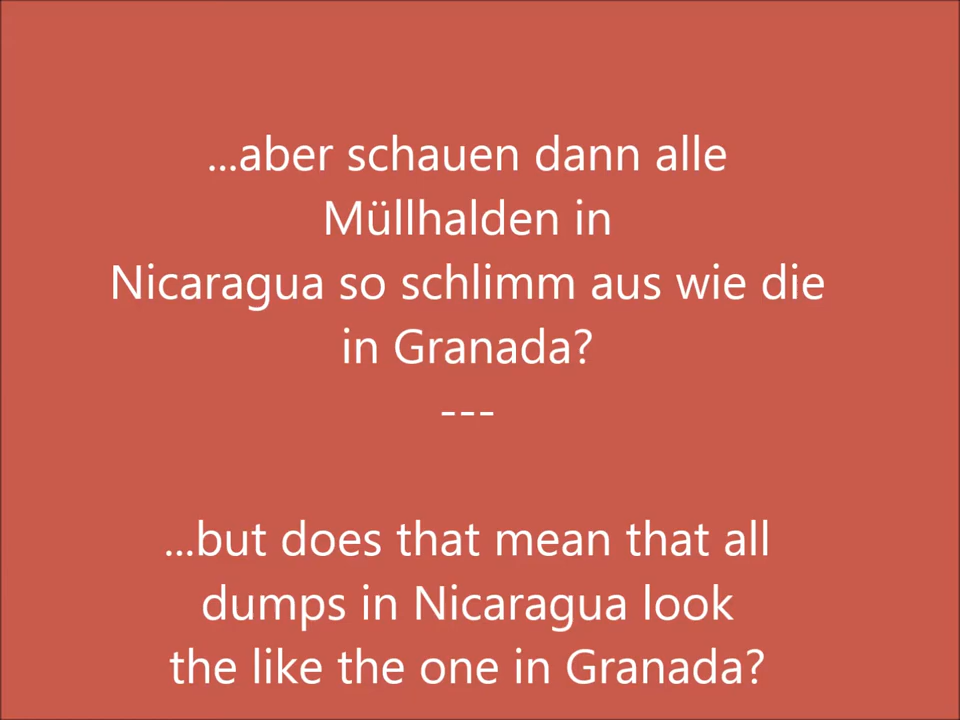 ...aber schauen dann alle
Müllhalden in
Nicaragua so schlimm aus wie die
in Granada?
---
...but does that mean that all
dumps in Nicaragua look
the like the one in Granada?